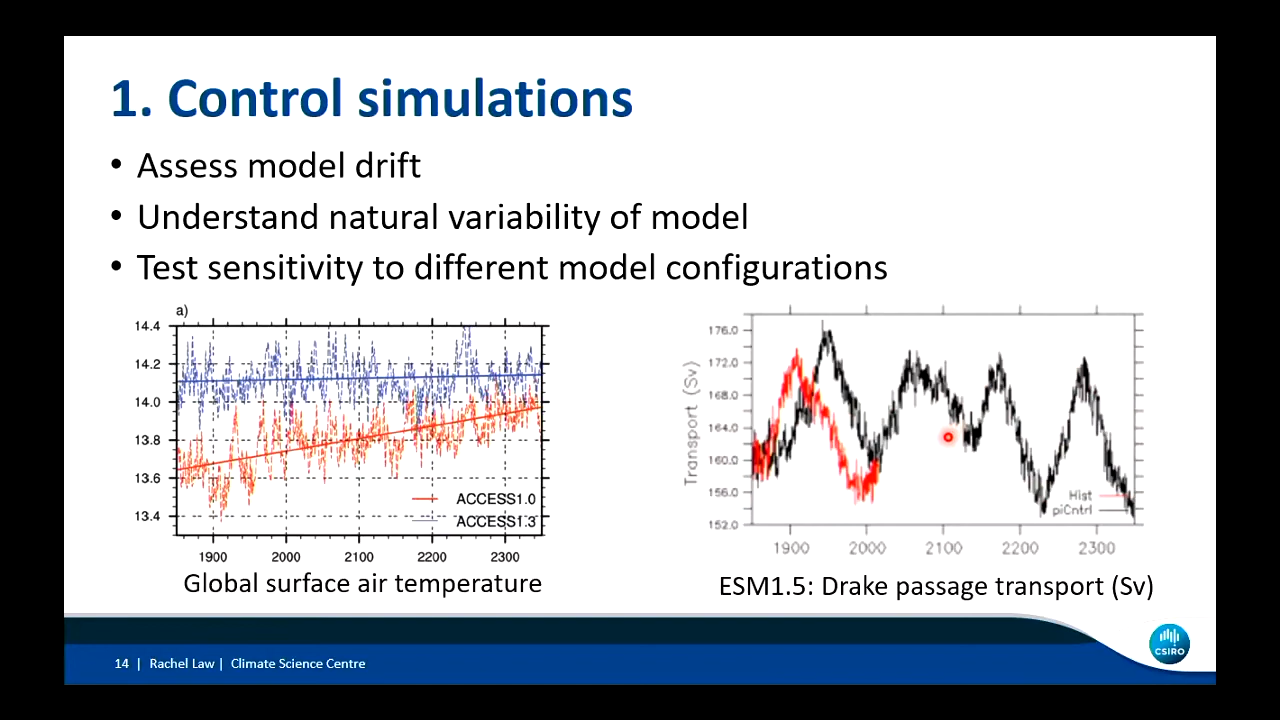 1. Control simulations
• Assess model drift
• Understand natural variability of model
• Test sensitivity to different model configurations
a)
14.4
14.2
14.0
13.8
13.6
13.4
ACCESS1.0
ACCESS1.3
1900 2000 2100 2200 2300
Global surface air temperature
Transport (Sv)
176.0
172.0
168.0
164.0
160.0
156.0
152.0
Hist
piCntrl
1900 2000 2100 2200 2300
ESM1.5: Drake passage transport (Sv)
14 | Rachel Law | Climate Science Centre
CSIRO